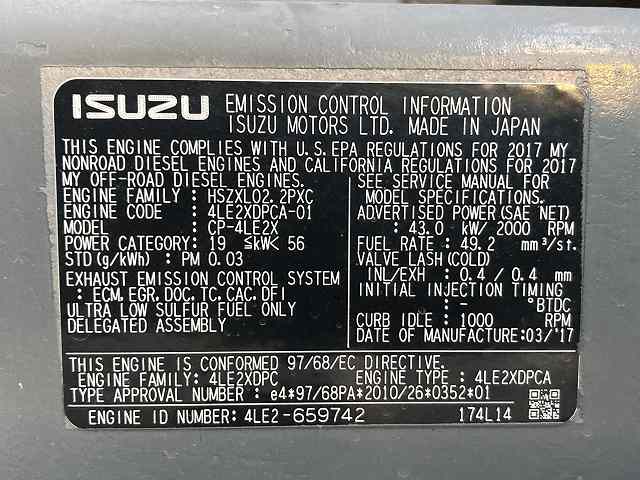 ISUZU EMISSION CONTROL INFORMATION
ISUZU MOTORS LTD. MADE IN JAPAN
THIS ENGINE COMPLIES WITH U.S.EPA REGULATIONS FOR 2017 MY
NONROAD DIESEL ENGINES AND CALIFORNIA REGULATIONS FOR 2017
MY OFF-ROAD DIESEL ENGINES.
ENGINE FAMILY : HSZXL02.2PXC
ENGINE CODE : 4LE2XDPCA-01
MODEL : CP-4LE2X
POWER CATEGORY : 19 ≦kW< 56
STD (g/kWh) : PM 0.03
EXHAUST EMISSION CONTROL SYSTEM
: ECM, EGR, DOC, TC, CAC, DFI
ULTRA LOW SULFUR FUEL ONLY
DELEGATED ASSEMBLY
SEE SERVICE MANUAL FOR
MODEL SPECIFICATIONS.
ADVERTISED POWER(SAE NET)
: 43.0 kW/ 2000 RPM
FUEL RATE : 49.2 mm³/st.
VALVE LASH(COLD)
INL/EXH : 0.4 / 0.4 mm
INITIAL INJECTION TIMING
: - °BTDC
CURB IDLE : 1000 RPM
DATE OF MANUFACTURE:03/'17
THIS ENGINE IS CONFORMED 97/68/EC DIRECTIVE.
ENGINE FAMILY: 4LE2XDPC ENGINE TYPE : 4LE2XDPCA
TYPE APPROVAL NUMBER : e4*97/68PA*2010/26*0352*01
ENGINE ID NUMBER: 4LE2-659742 174L14